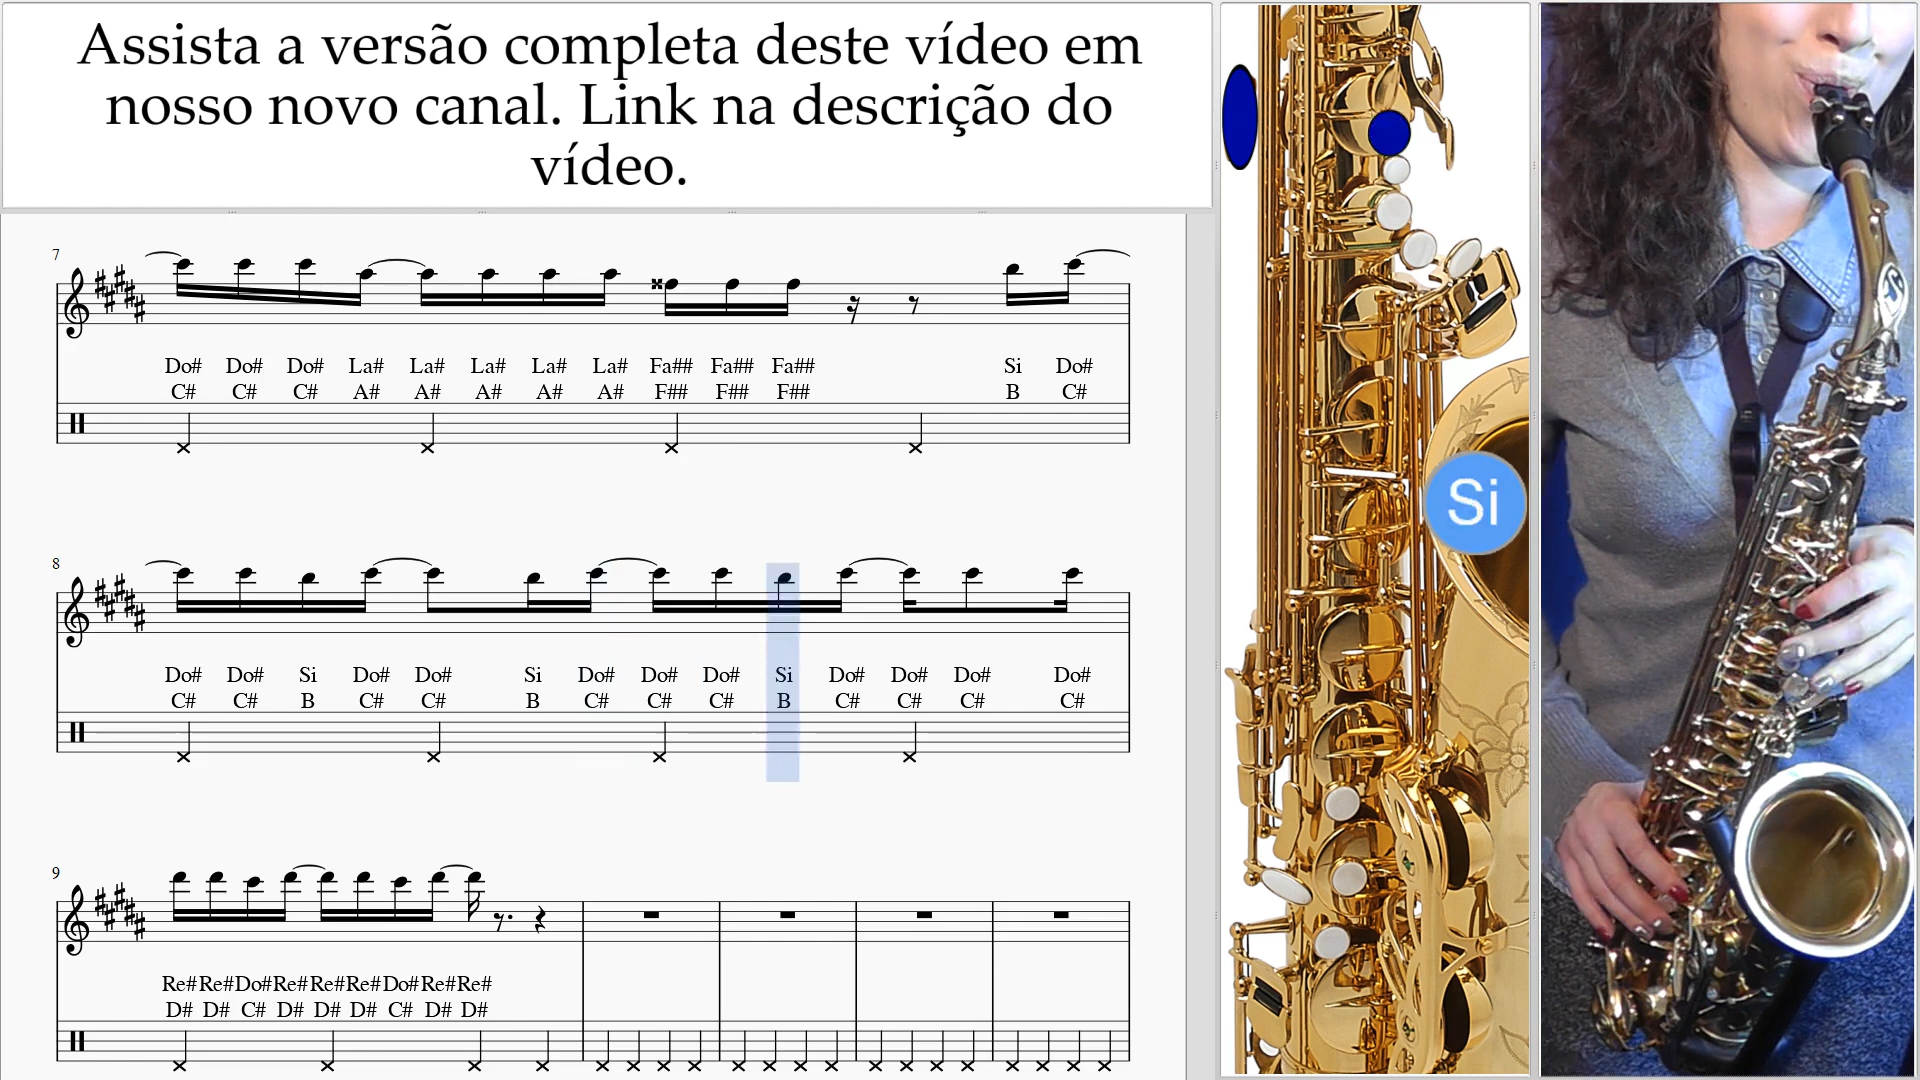 Assista a versão completa deste vídeo em
nosso novo canal. Link na descrição do
vídeo.
7
Do# Do# Do# La# La# La# La# La# Fa## Fa## Fa## Si Do#
C# C# C# A# A# A# A# A# F## F## F## B C#
8
Do# Do# Si Do# Do# Si Do# Do# Do# Si Do# Do# Do# Do#
C# C# B C# C# B C# C# C# B C# C# C# C#
9
Re# Re# Do# Re# Re# Re# Do# Re# Re#
D# D# C# D# D# D# C# D# D#
Si